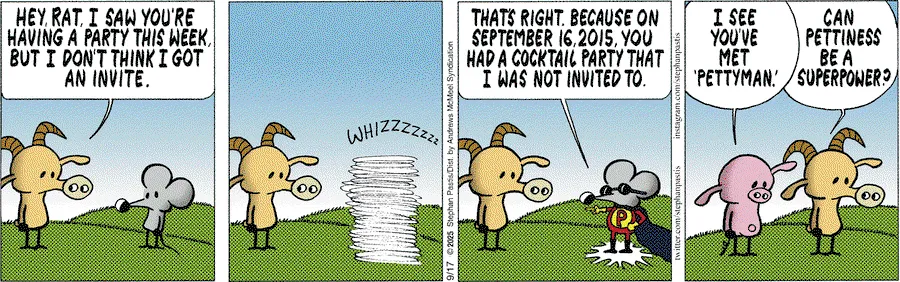 HEY, RAT, I SAW YOU'RE
HAVING A PARTY THIS WEEK,
BUT I DON'T THINK I GOT
AN INVITE.
WHIZZZZzzz
9/17 © 2025 Stephan Pastis/Dist. by Andrews McMeel Syndication
THAT'S RIGHT. BECAUSE ON
SEPTEMBER 16, 2015, YOU
HAD A COCKTAIL PARTY THAT
I WAS NOT INVITED TO.
P
twitter.com/stephanpastis instagram.com/stephanpastis
I SEE
YOU'VE
MET
'PETTYMAN.'
CAN
PETTINESS
BE A
SUPERPOWER?